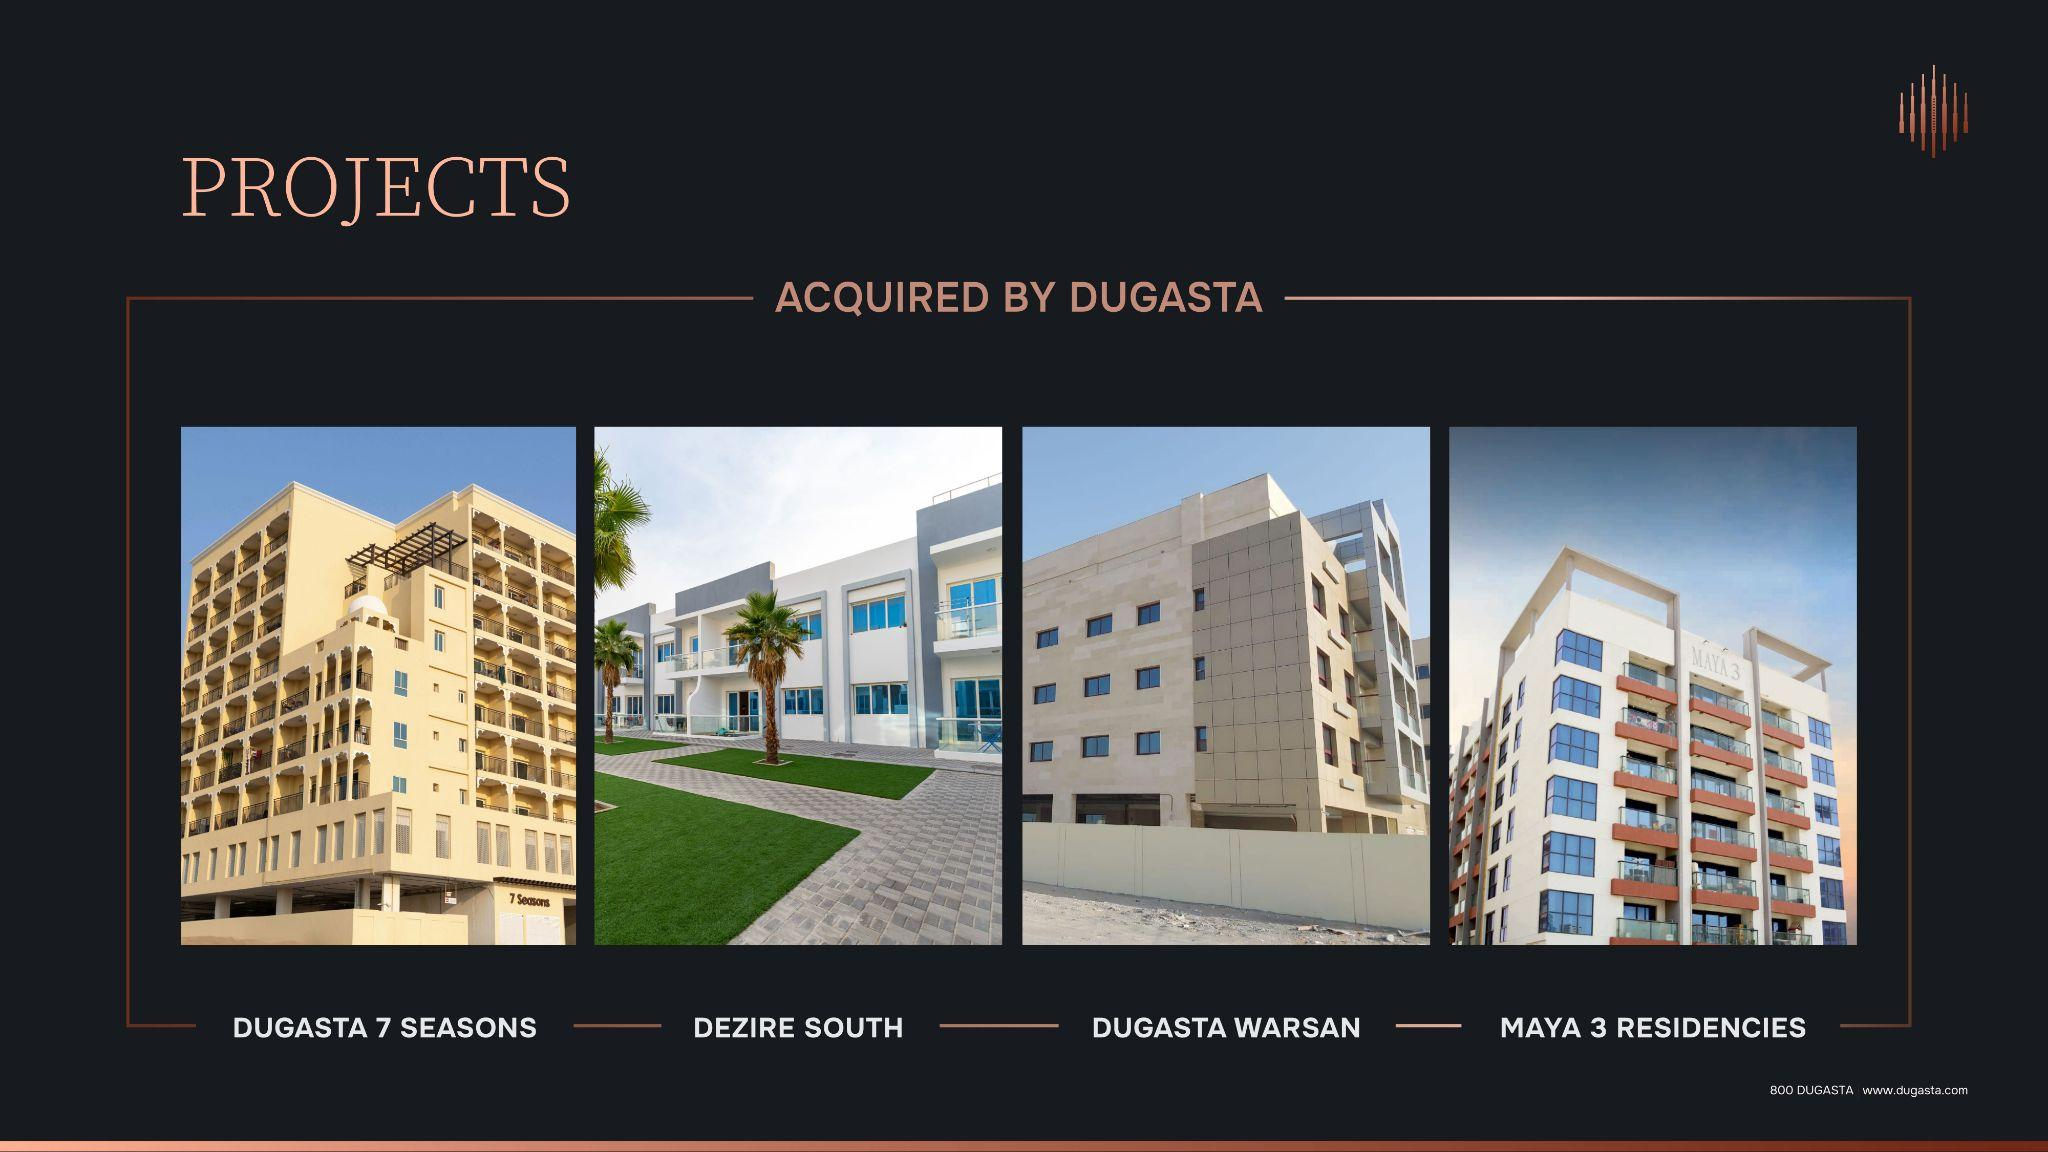 PROJECTS
ACQUIRED BY DUGASTA
7 Seasons
MAYA 3
DUGASTA 7 SEASONS
DEZIRE SOUTH
DUGASTA WARSAN
MAYA 3 RESIDENCIES
800 DUGASTA | www.dugasta.com